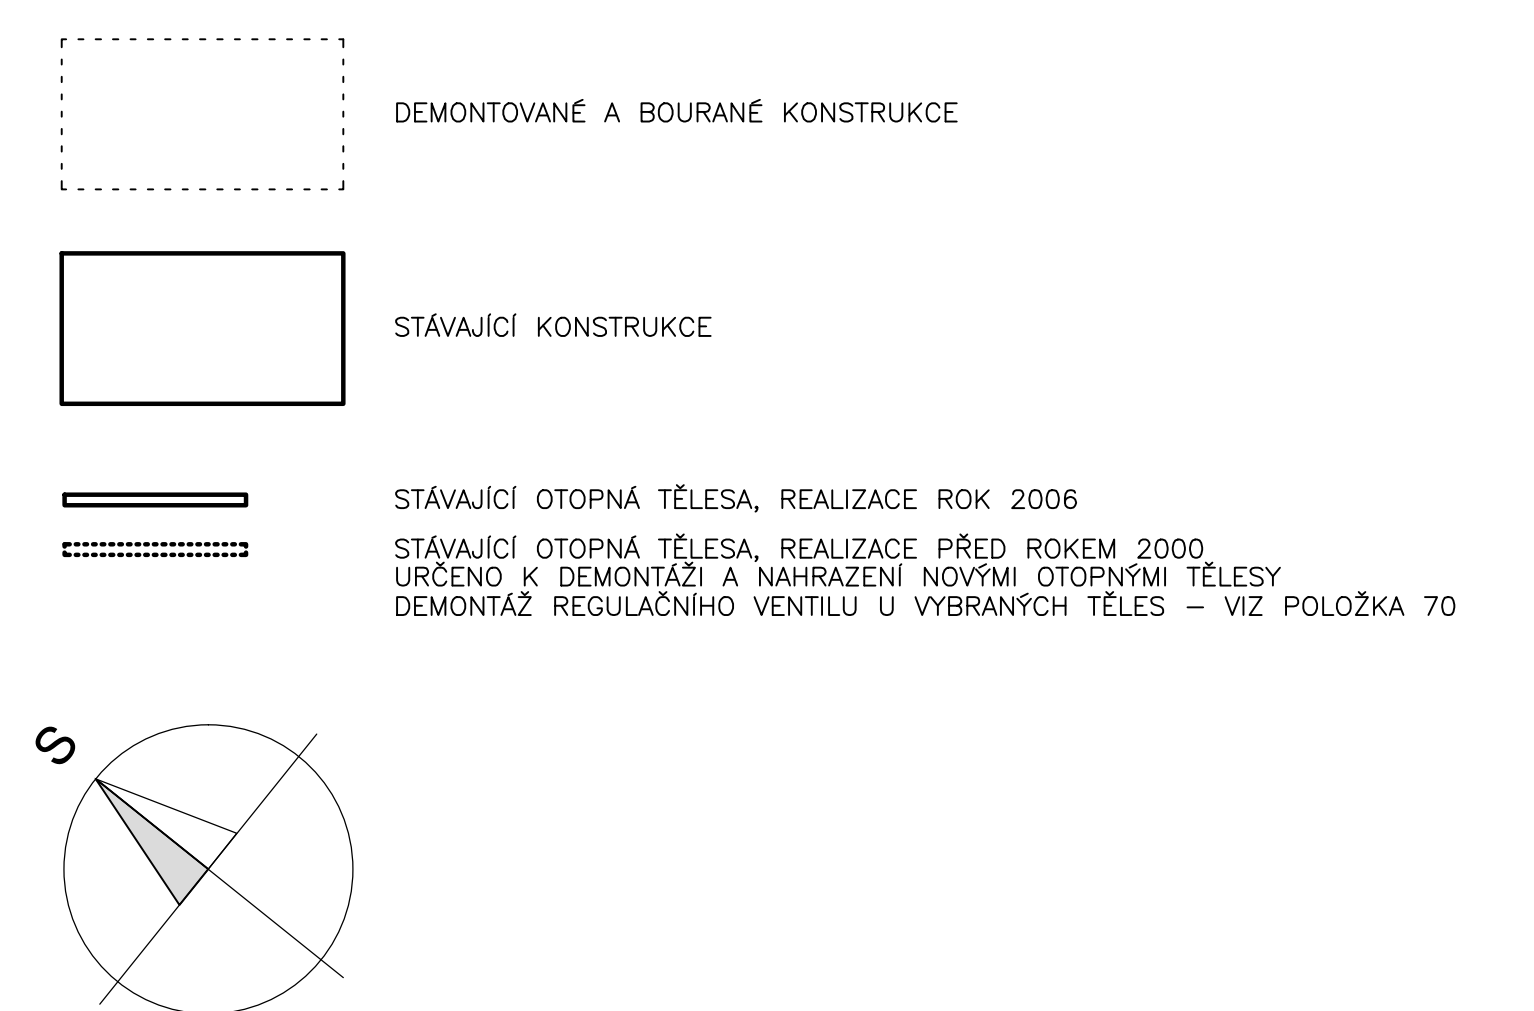 DEMONTOVANÉ A BOURANÉ KONSTRUKCE
STÁVAJÍCÍ KONSTRUKCE
STÁVAJÍCÍ OTOPNÁ TĚLESA, REALIZACE ROK 2006
STÁVAJÍCÍ OTOPNÁ TĚLESA, REALIZACE PŘED ROKEM 2000
URČENO K DEMONTÁŽI A NAHRAZENÍ NOVÝMI OTOPNÝMI TĚLESY
DEMONTÁŽ REGULAČNÍHO VENTILU U VYBRANÝCH TĚLES – VIZ POLOŽKA 70
S